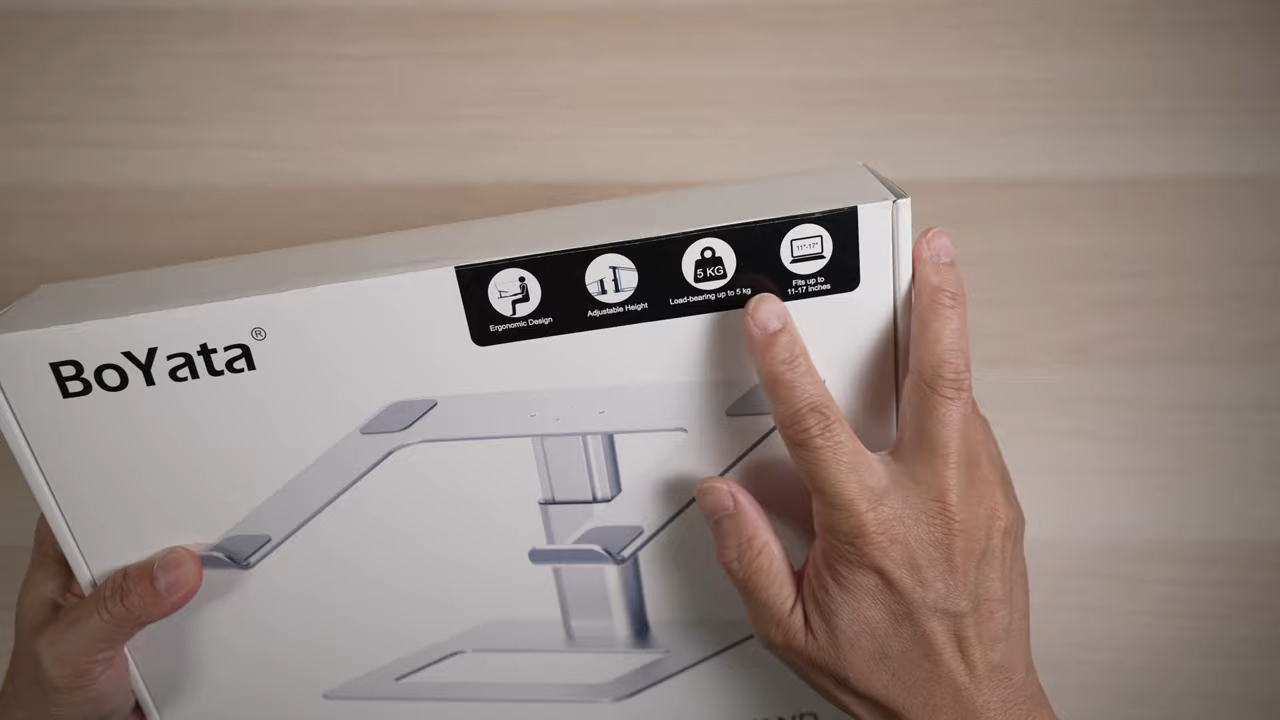 BoYata®
Ergonomic Design
Adjustable Height
5 KG
Load-bearing up to 5 kg
11"-17"
Fits up to
11-17 inches